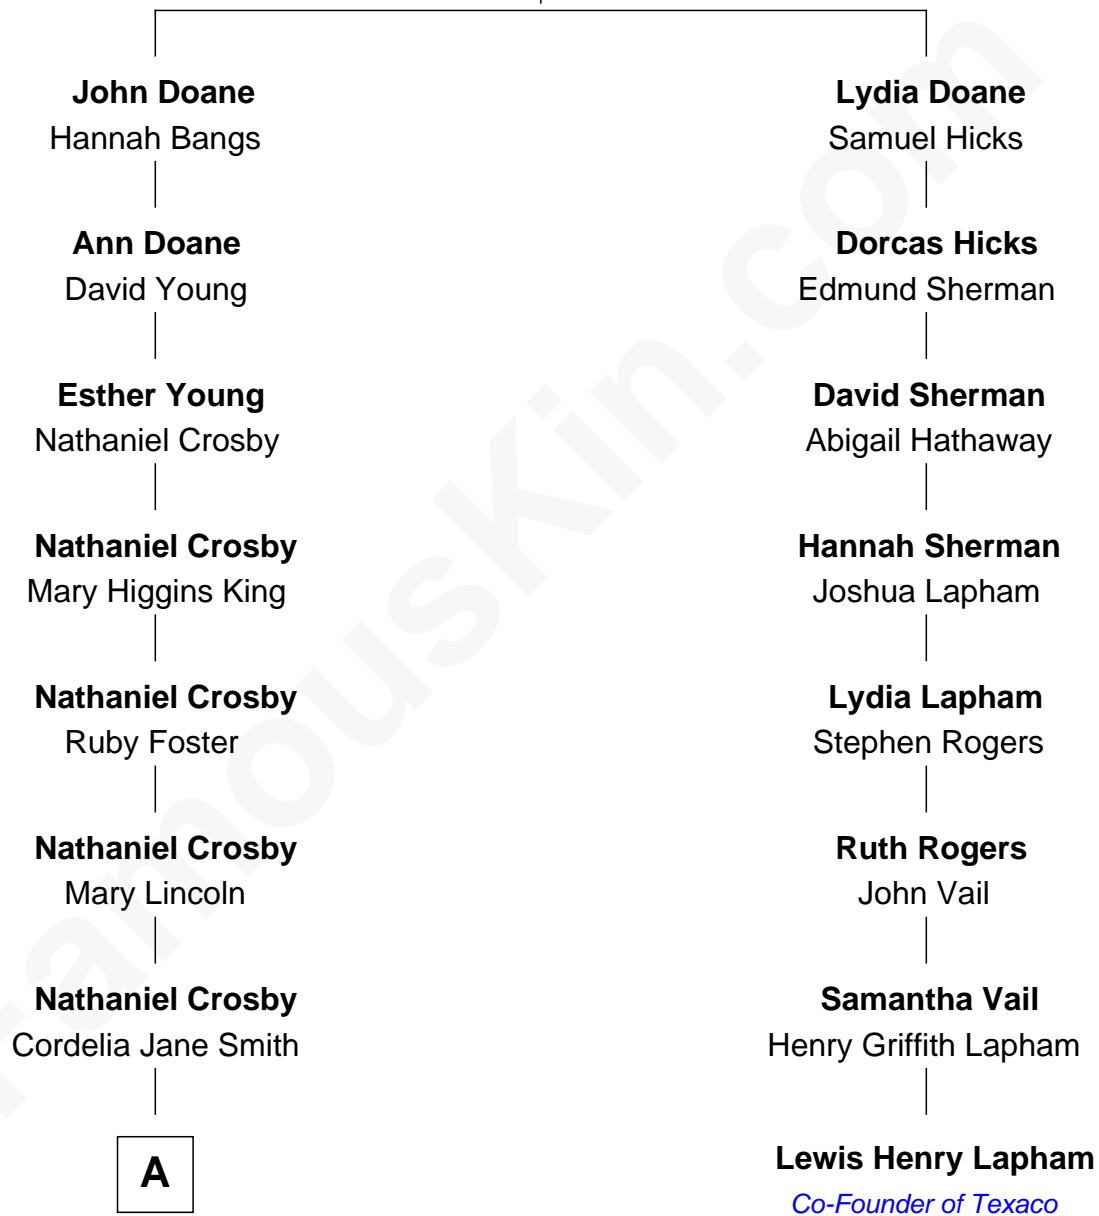 John Doane
Hannah Bangs
Ann Doane
David Young
Esther Young
Nathaniel Crosby
Nathaniel Crosby
Mary Higgins King
Nathaniel Crosby
Ruby Foster
Nathaniel Crosby
Mary Lincoln
Nathaniel Crosby
Cordelia Jane Smith
A
Lydia Doane
Samuel Hicks
Dorcas Hicks
Edmund Sherman
David Sherman
Abigail Hathaway
Hannah Sherman
Joshua Lapham
Lydia Lapham
Stephen Rogers
Ruth Rogers
John Vail
Samantha Vail
Henry Griffith Lapham
Lewis Henry Lapham
Co-Founder of Texaco
FamousKin.com